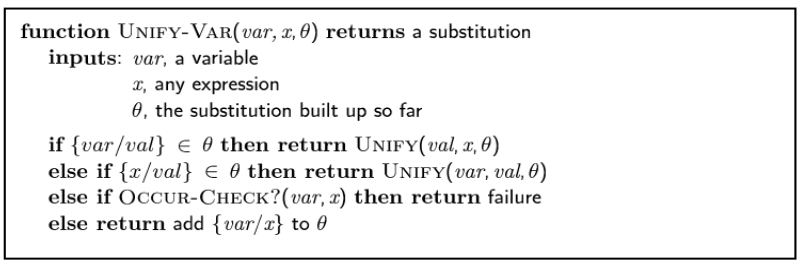 function UNIFY-VAR(var, x, θ) returns a substitution
inputs: var, a variable
x, any expression
θ, the substitution built up so far
if {var/val} ∈ θ then return UNIFY(val, x, θ)
else if {x/val} ∈ θ then return UNIFY(var, val, θ)
else if OCCUR-CHECK?(var, x) then return failure
else return add {var/x} to θ